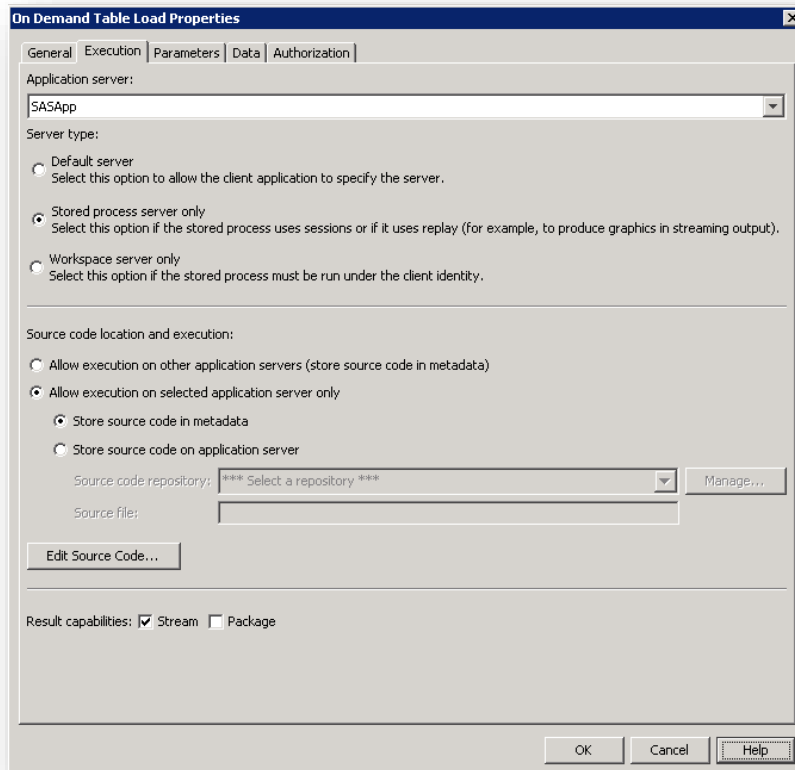 On Demand Table Load Properties
General Execution Parameters Data Authorization
Application server:
SASApp
Server type:
Default server
Select this option to allow the client application to specify the server.
Stored process server only
Select this option if the stored process uses sessions or if it uses replay (for example, to produce graphics in streaming output).
Workspace server only
Select this option if the stored process must be run under the client identity.
Source code location and execution:
Allow execution on other application servers (store source code in metadata)
Allow execution on selected application server only
Store source code in metadata
Store source code on application server
Source code repository: *** Select a repository *** Manage...
Source file:
Edit Source Code...
Result capabilities: Stream Package
OK Cancel Help